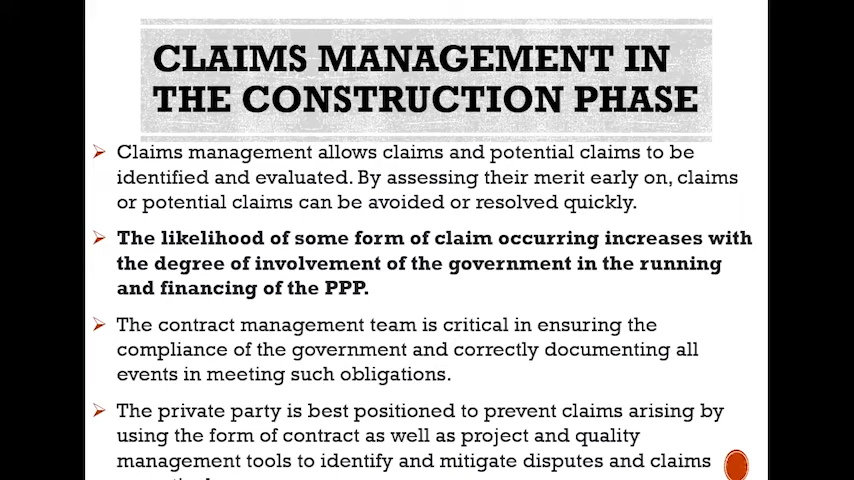 CLAIMS MANAGEMENT IN
THE CONSTRUCTION PHASE
Claims management allows claims and potential claims to be
identified and evaluated. By assessing their merit early on, claims
or potential claims can be avoided or resolved quickly.
The likelihood of some form of claim occurring increases with
the degree of involvement of the government in the running
and financing of the PPP.
The contract management team is critical in ensuring the
compliance of the government and correctly documenting all
events in meeting such obligations.
The private party is best positioned to prevent claims arising by
using the form of contract as well as project and quality
management tools to identify and mitigate disputes and claims